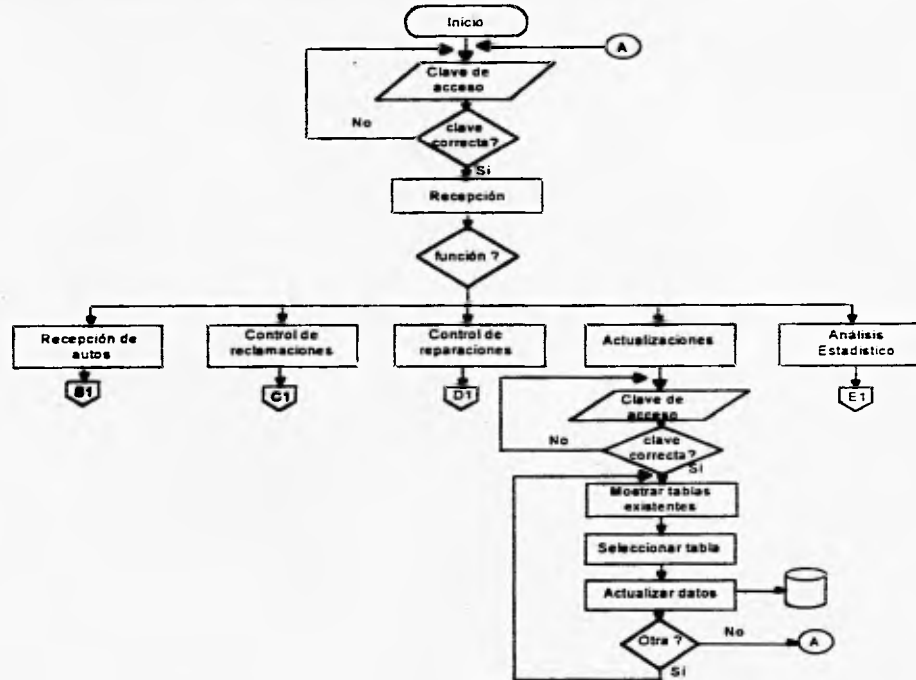 Inicio
A
Clave de
acceso
No
clave
correcta?
Si
Recepción
función ?
Recepción de
autos
Control de
reclamaciones
Control de
reparaciones
Actualizaciones
Análisis
Estadístico
B1
C1
D1
E1
Clave de
acceso
No
clave
correcta?
Si
Mostrar tablas
existentes
Seleccionar tabla
Actualizar datos
Otra ?
No
A
Si